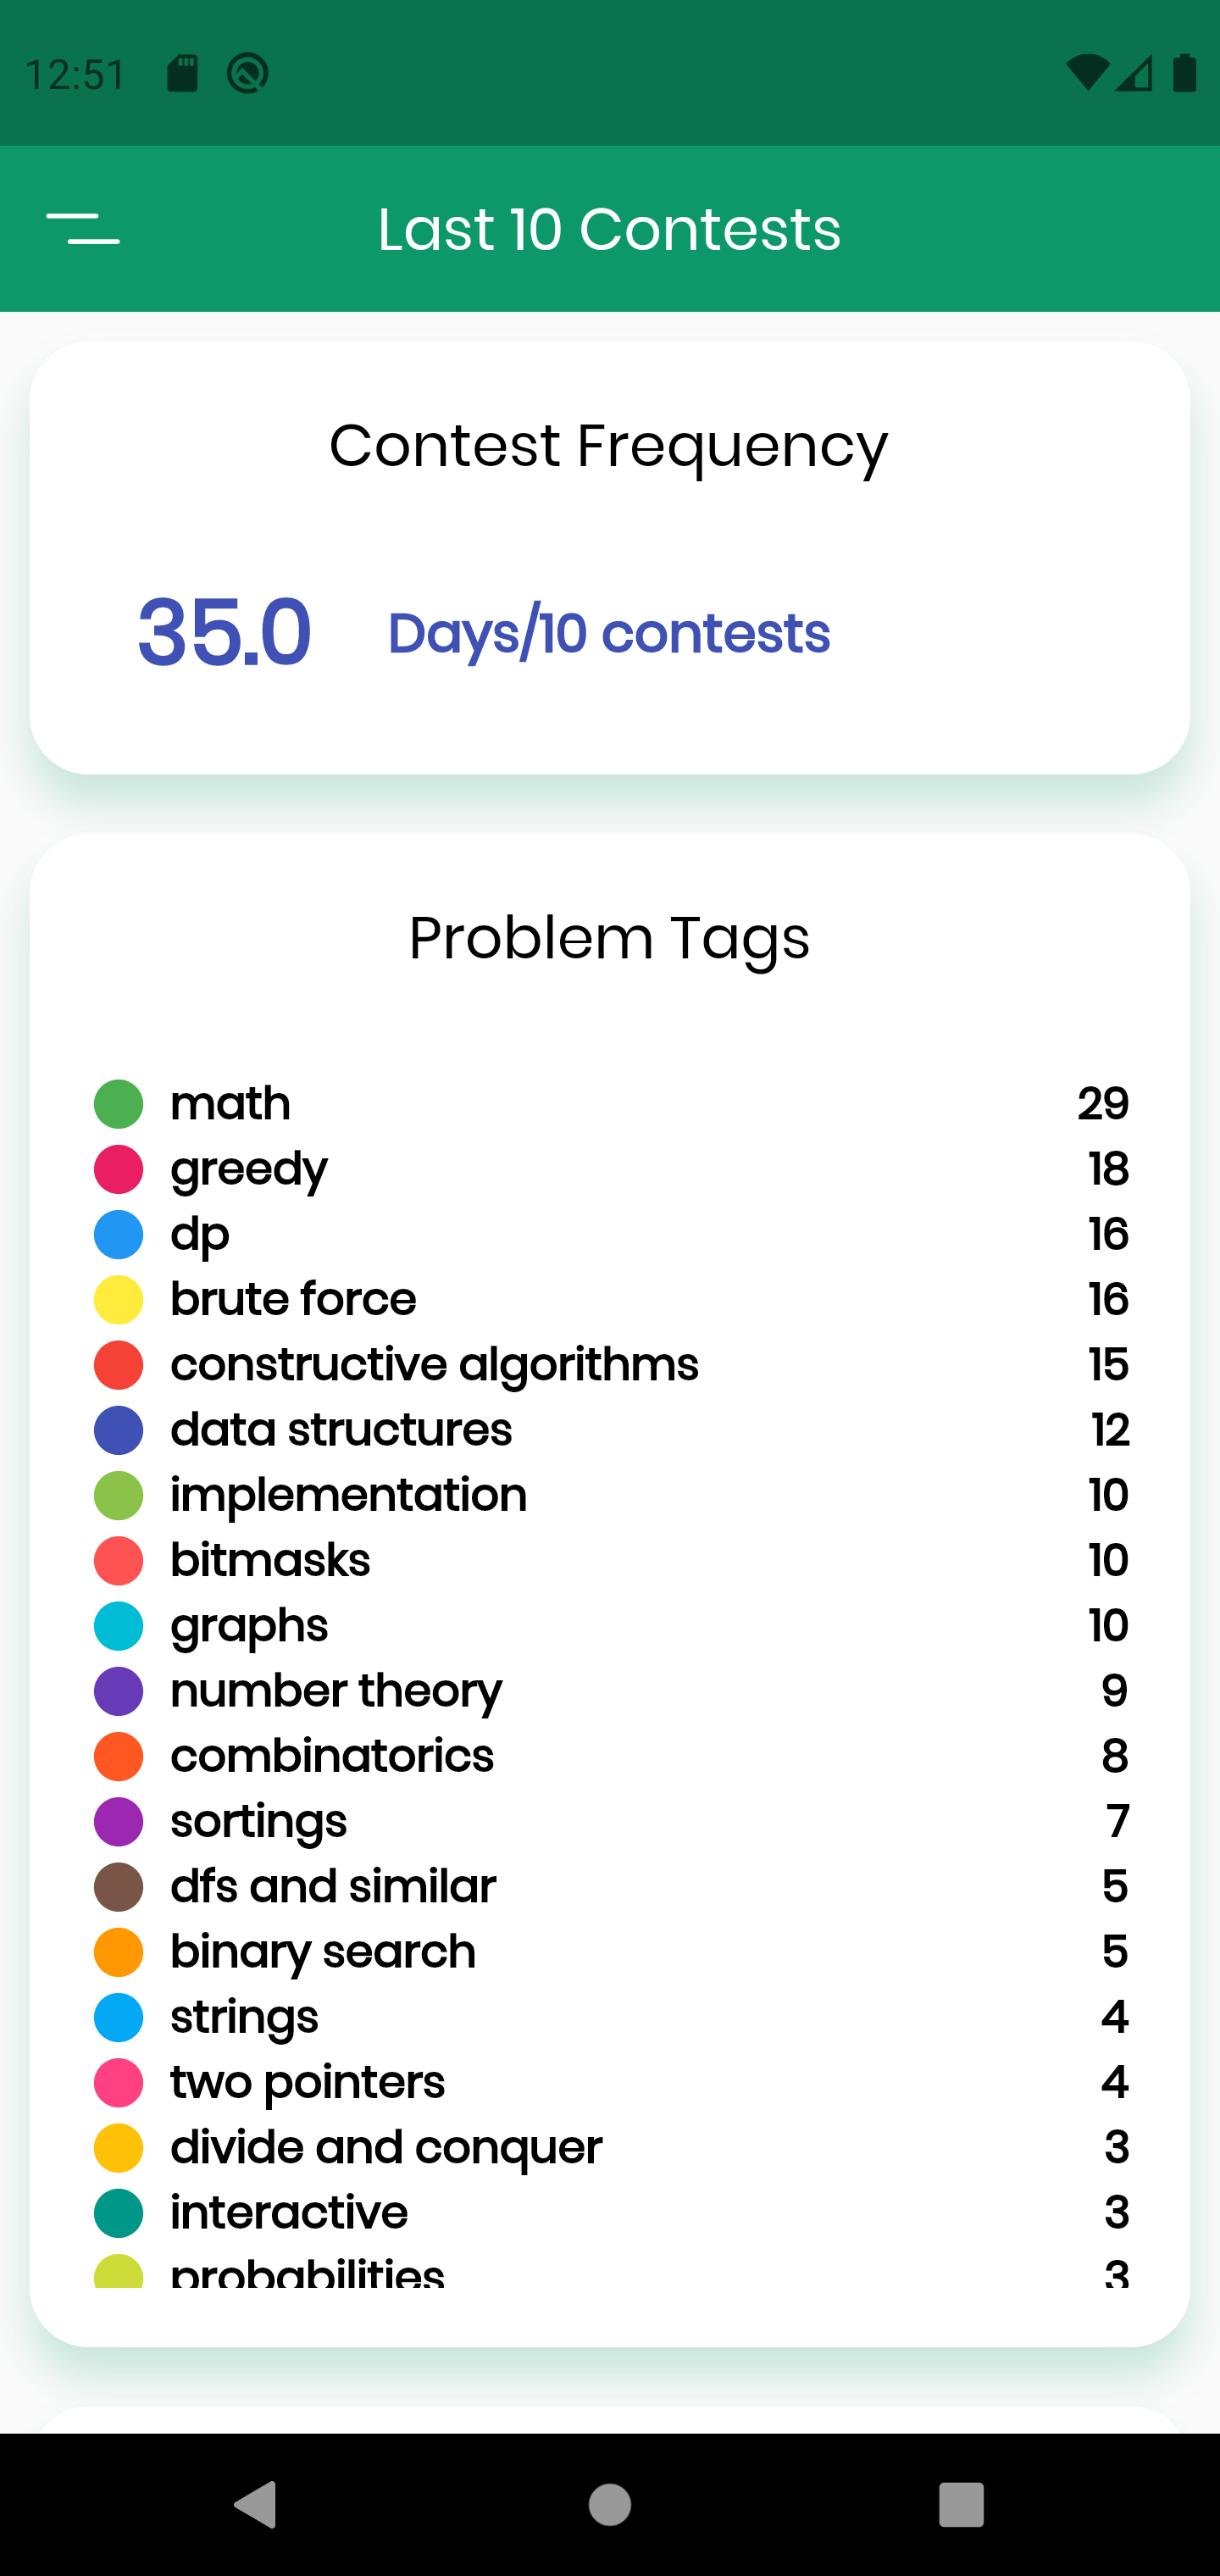 12:51
Last 10 Contests
Contest Frequency
35.0 Days/10 contests
Problem Tags
math 29
greedy 18
dp 16
brute force 16
constructive algorithms 15
data structures 12
implementation 10
bitmasks 10
graphs 10
number theory 9
combinatorics 8
sortings 7
dfs and similar 5
binary search 5
strings 4
two pointers 4
divide and conquer 3
interactive 3
probabilities 3